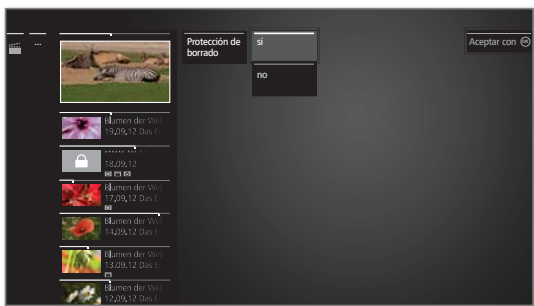 ...
Protección de
borrado
sí
no
Aceptar con OK
Blumen der Wel
19.09.12 Das B
****** *** **
18.09.12
Blumen der Wel
17.09.12 Das B
Blumen der Wel
14.09.12 Das B
Blumen der Wel
13.09.12 Das B
Blumen der Wel
12.09.12 Das B